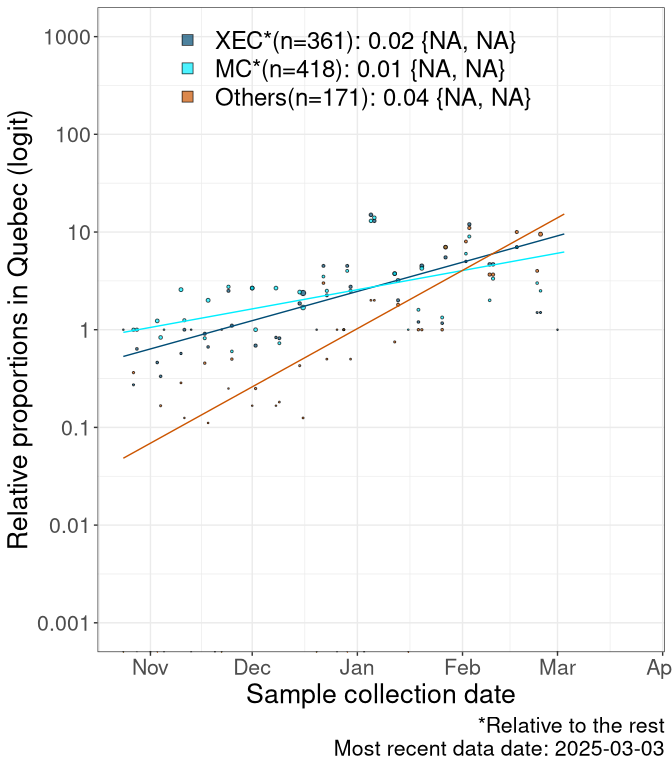 XEC*(n=361): 0.02 {NA, NA}
MC*(n=418): 0.01 {NA, NA}
Others(n=171): 0.04 {NA, NA}
Relative proportions in Quebec (logit)
1000
100
10
1
0.1
0.01
0.001
Nov Dec Jan Feb Mar Ap
Sample collection date
*Relative to the rest
Most recent data date: 2025-03-03